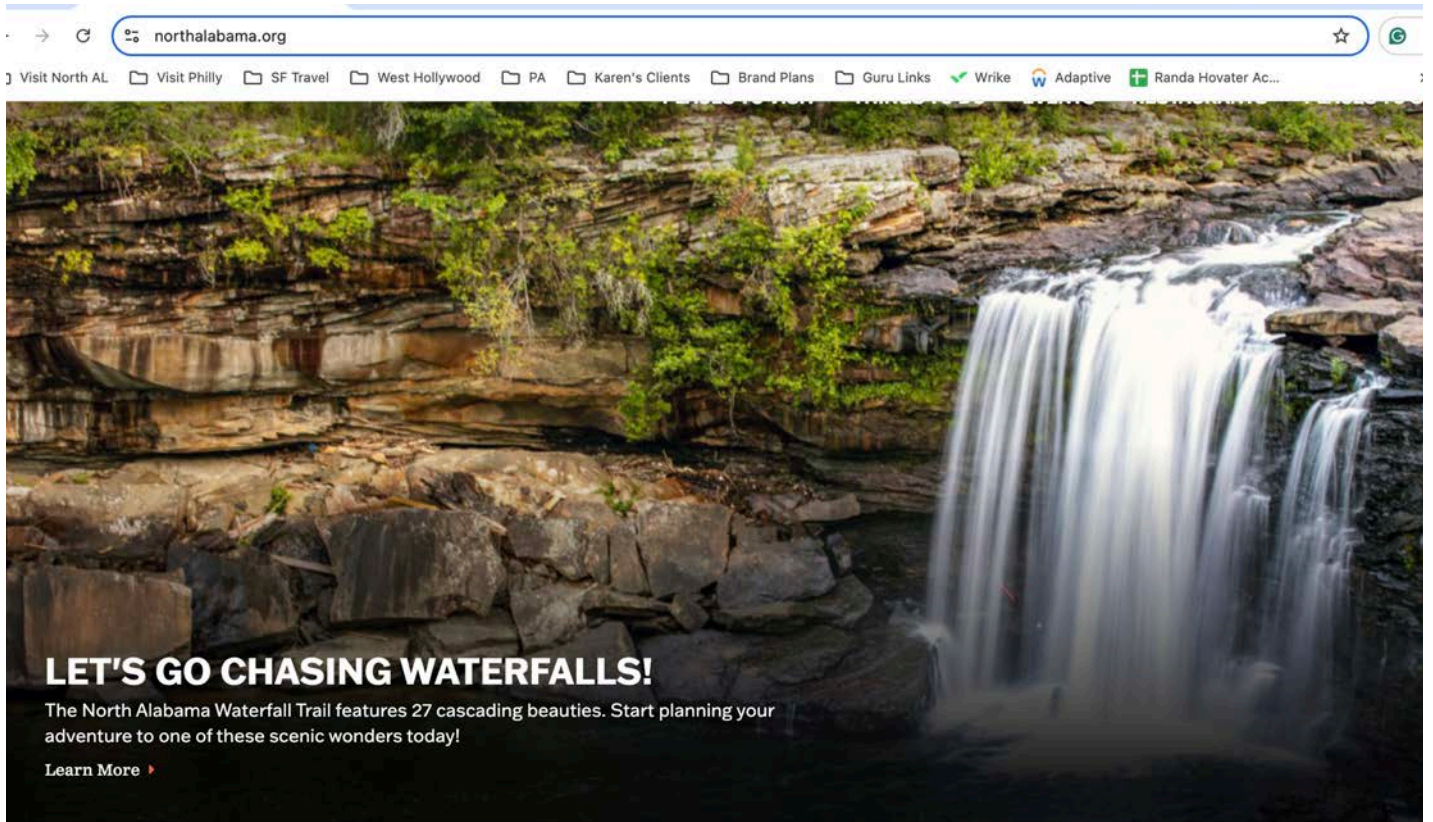 northalabama.org
Visit North AL Visit Philly SF Travel West Hollywood PA Karen's Clients Brand Plans Guru Links Wrike Adaptive Randa Hovater Ac...
LET'S GO CHASING WATERFALLS!
The North Alabama Waterfall Trail features 27 cascading beauties. Start planning your
adventure to one of these scenic wonders today!
Learn More